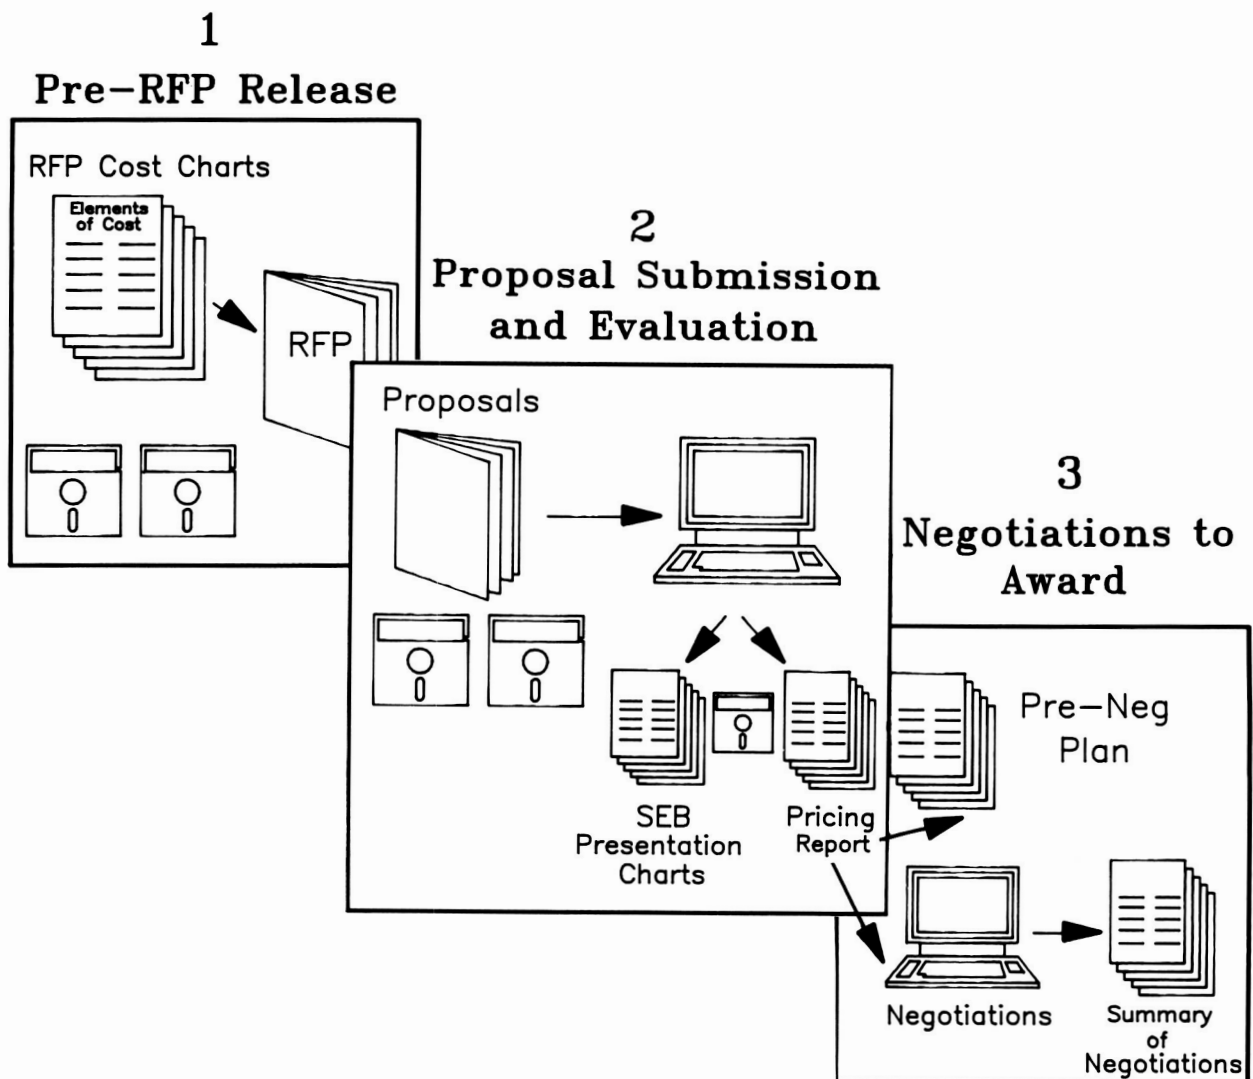 1
Pre-RFP Release
RFP Cost Charts
Elements
of Cost
RFP
2
Proposal Submission
and Evaluation
Proposals
SEB
Presentation
Charts
Pricing
Report
3
Negotiations to
Award
Pre-Neg
Plan
Negotiations
Summary
of
Negotiations